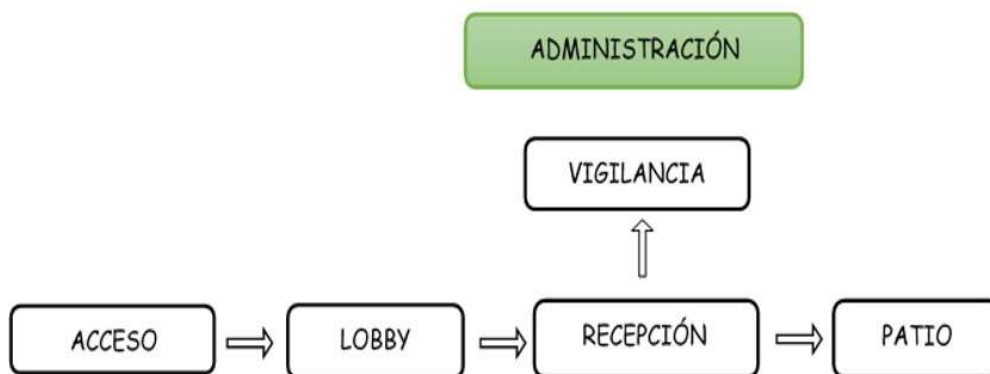 ADMINISTRACIÓN
VIGILANCIA
ACCESO
LOBBY
RECEPCIÓN
PATIO